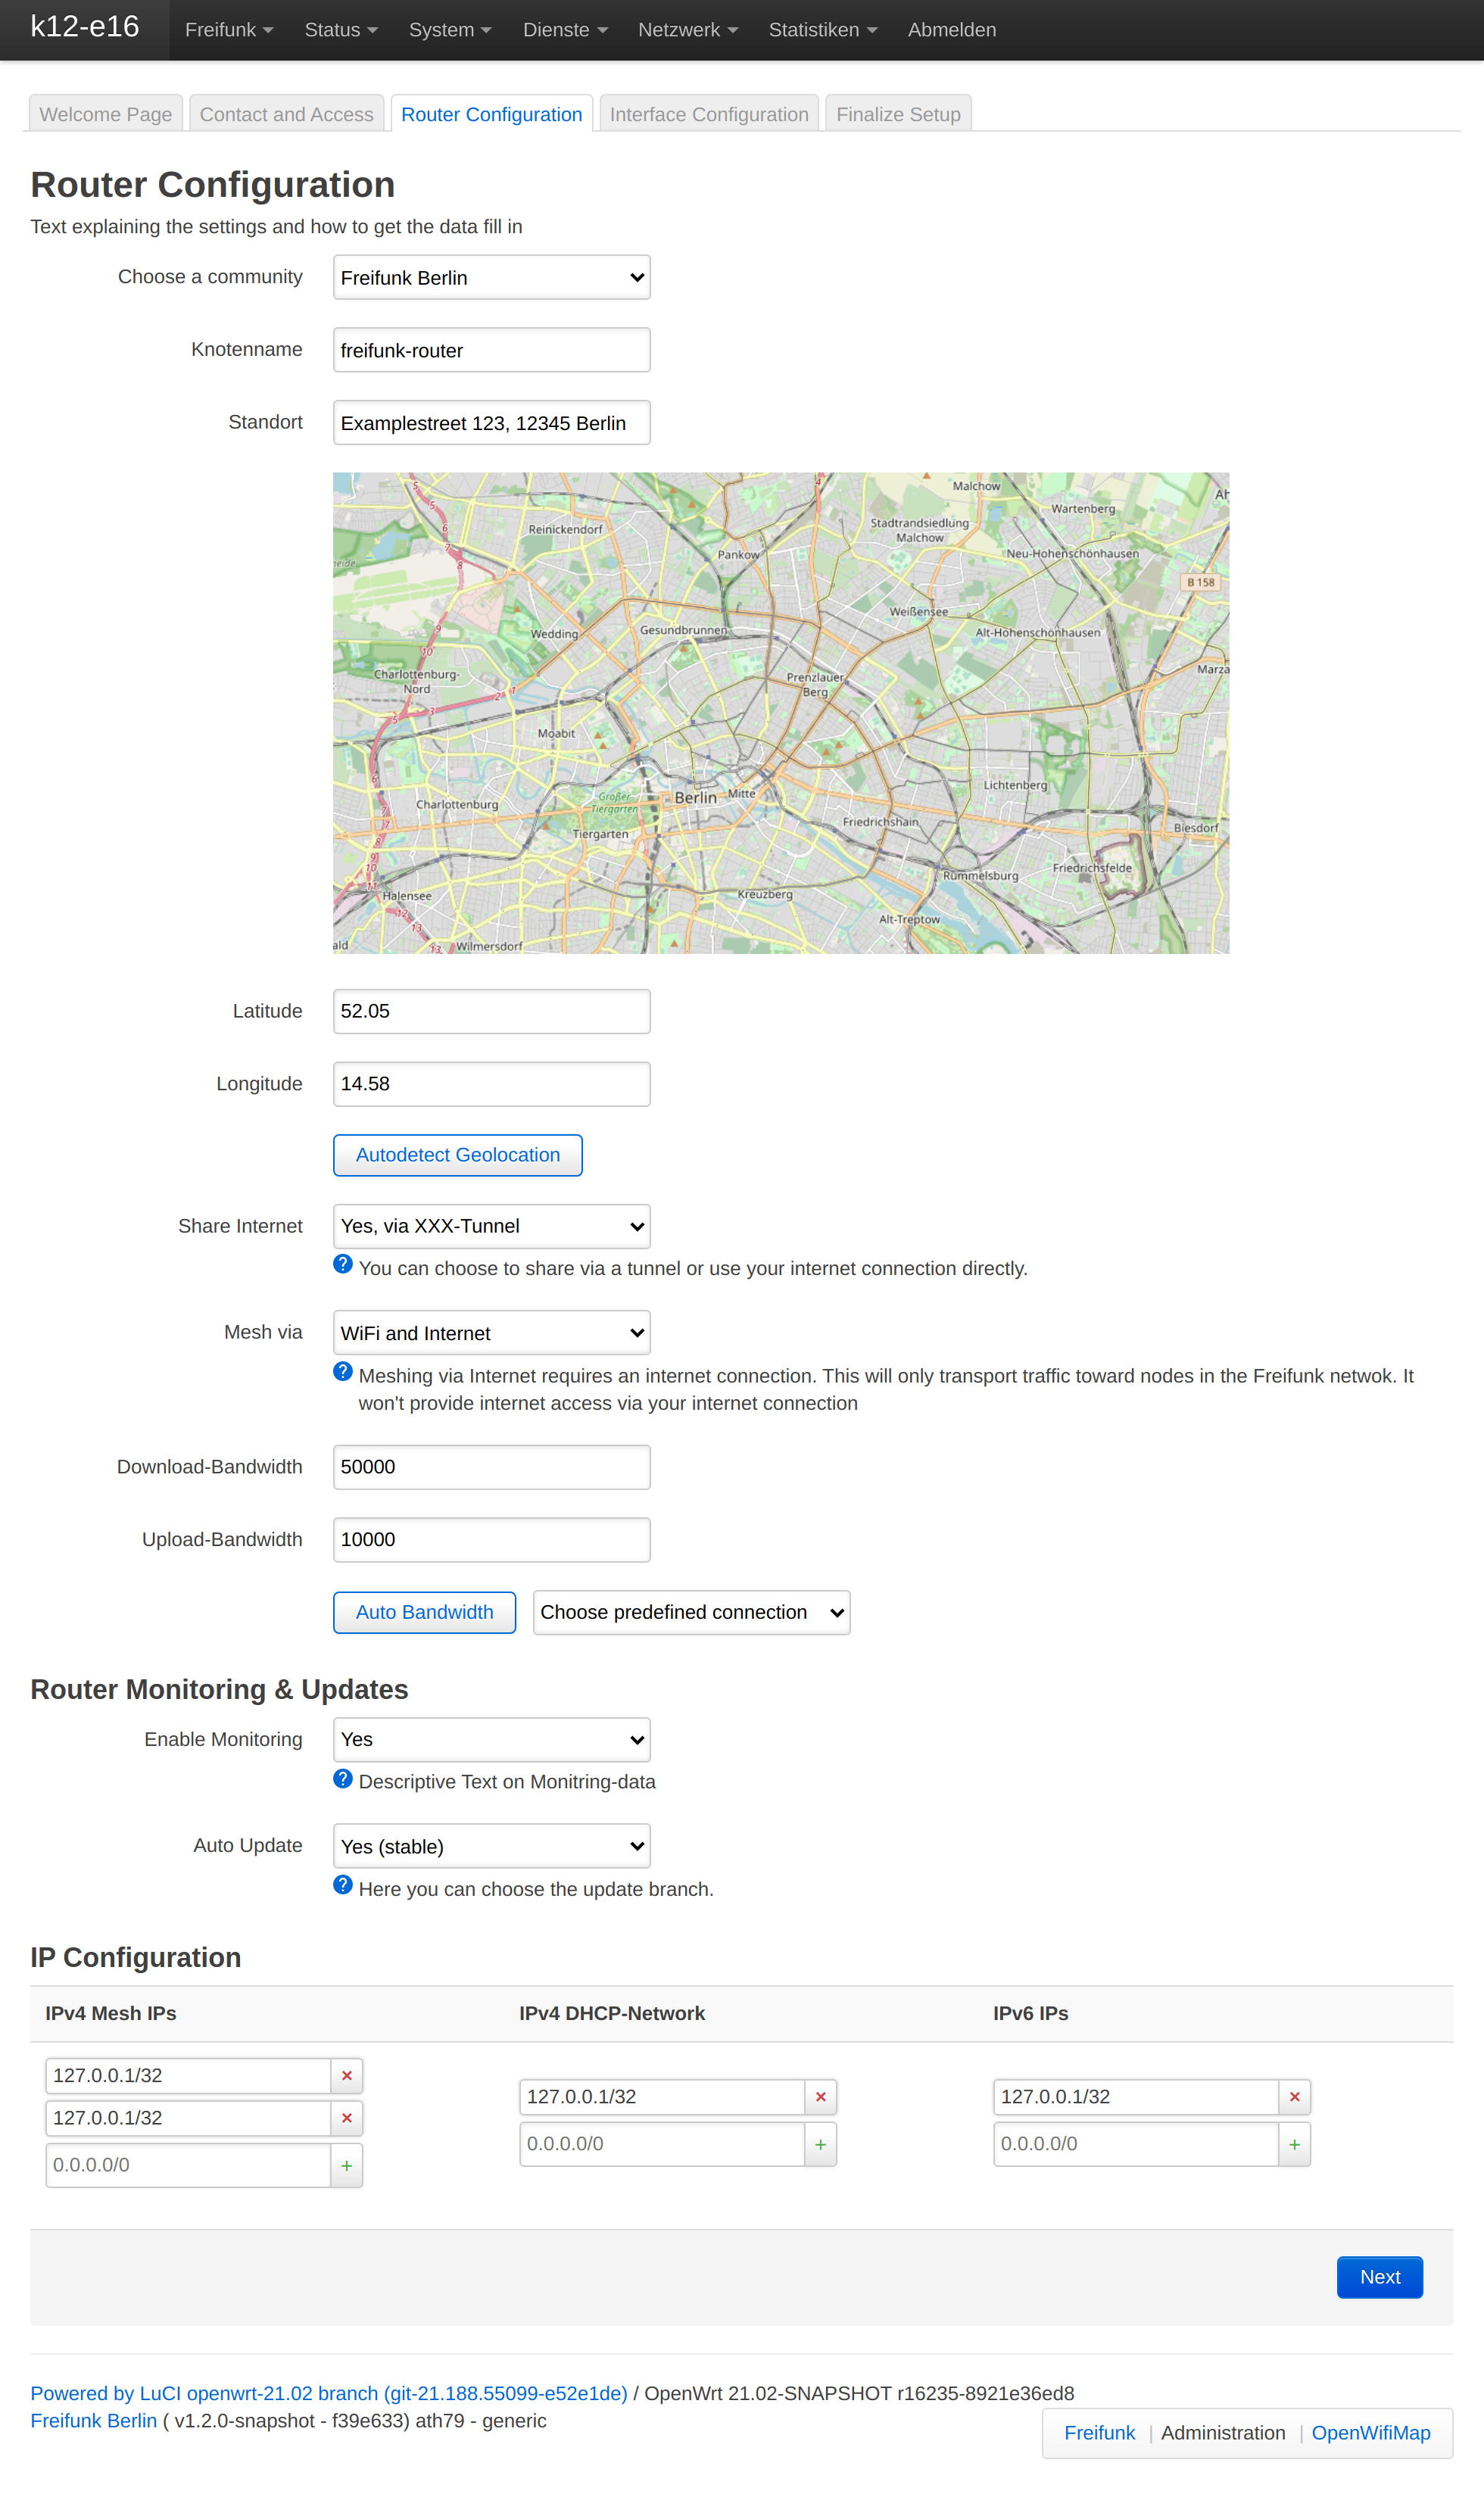 k12-e16 Freifunk Status System Dienste Netzwerk Statistiken Abmelden
Welcome Page Contact and Access Router Configuration Interface Configuration Finalize Setup
Router Configuration
Text explaining the settings and how to get the data fill in
Choose a community Freifunk Berlin
Knotenname freifunk-router
Standort Examplestreet 123, 12345 Berlin
Malchow
Wartenberg
Reinickendorf
Stadtrandsiedlung
Malchow
Pankow
Neu-Hohenschönhausen
B 158
Weißensee
Wedding
Gesundbrunnen
Alt-Hohenschönhausen
Charlottenburg-
Nord
Marza
Prenzlauer
Berg
Moabit
Lichtenberg
Charlottenburg
Großer
Tiergarten
Berlin
Mitte
Friedrichshain
Biesdorf
Tiergarten
Friedrichsfelde
Rummelsburg
Halensee
Kreuzberg
Alt-Treptow
ald
Wilmersdorf
Latitude 52.05
Longitude 14.58
Autodetect Geolocation
Share Internet Yes, via XXX-Tunnel
? You can choose to share via a tunnel or use your internet connection directly.
Mesh via WiFi and Internet
? Meshing via Internet requires an internet connection. This will only transport traffic toward nodes in the Freifunk netwok. It
won't provide internet access via your internet connection
Download-Bandwidth 50000
Upload-Bandwidth 10000
Auto Bandwidth Choose predefined connection
Router Monitoring & Updates
Enable Monitoring Yes
? Descriptive Text on Monitring-data
Auto Update Yes (stable)
? Here you can choose the update branch.
IP Configuration
IPv4 Mesh IPs IPv4 DHCP-Network IPv6 IPs
127.0.0.1/32 ×
127.0.0.1/32 ×
0.0.0.0/0 +
127.0.0.1/32 ×
0.0.0.0/0 +
127.0.0.1/32 ×
0.0.0.0/0 +
Next
Powered by LuCI openwrt-21.02 branch (git-21.188.55099-e52e1de) / OpenWrt 21.02-SNAPSHOT r16235-8921e36ed8
Freifunk Berlin ( v1.2.0-snapshot - f39e633) ath79 - generic
Freifunk | Administration | OpenWifiMap